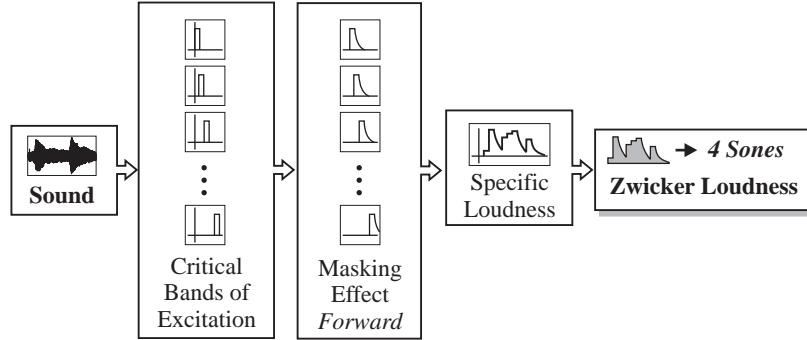 Sound
Critical
Bands of
Excitation
Masking
Effect
Forward
Specific
Loudness
4 Sones
Zwicker Loudness